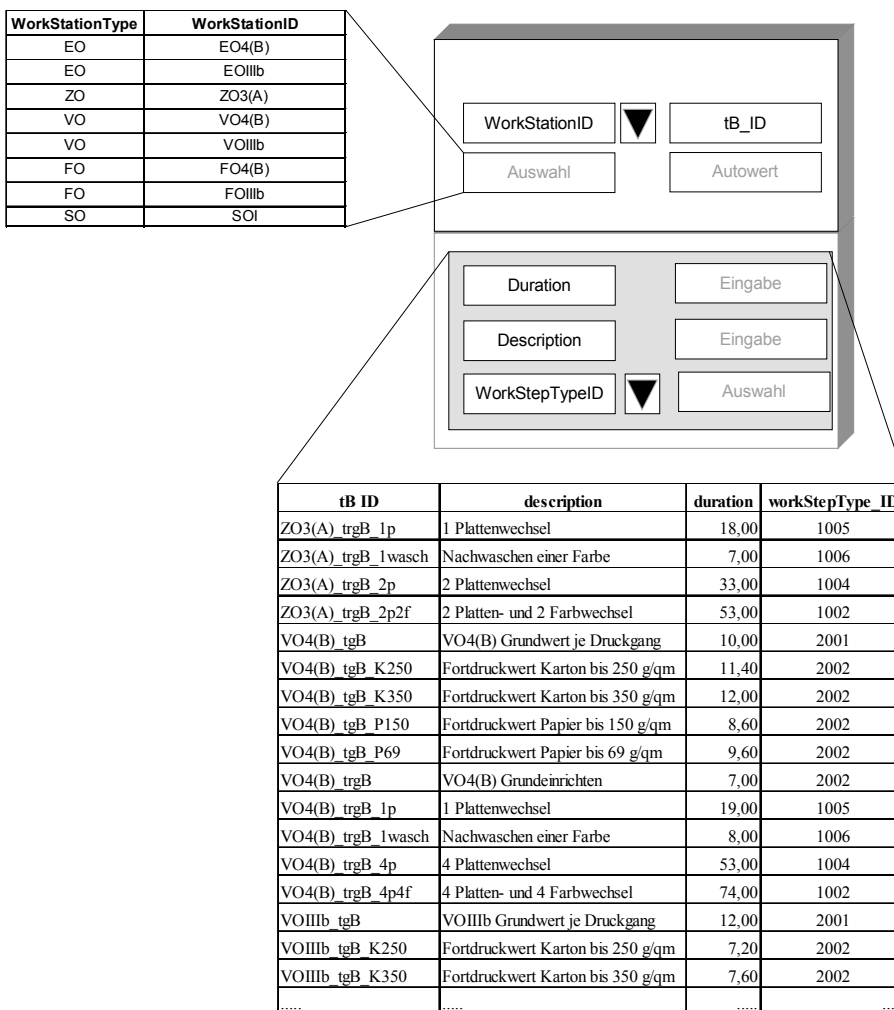 WorkStationType WorkStationID
EO EO4(B)
EO EOIIIb
ZO ZO3(A)
VO VO4(B)
VO VOIIIb
FO FO4(B)
FO FOIIIb
SO SOI
WorkStationID tB_ID
Auswahl Autowert
Duration Eingabe
Description Eingabe
WorkStepTypeID Auswahl
tB ID description duration workStepType_ID
ZO3(A)_trgB_1p 1 Plattenwechsel 18,00 1005
ZO3(A)_trgB_1wasch Nachwaschen einer Farbe 7,00 1006
ZO3(A)_trgB_2p 2 Plattenwechsel 33,00 1004
ZO3(A)_trgB_2p2f 2 Platten- und 2 Farbwechsel 53,00 1002
VO4(B)_tgB VO4(B) Grundwert je Druckgang 10,00 2001
VO4(B)_tgB_K250 Fortdruckwert Karton bis 250 g/qm 11,40 2002
VO4(B)_tgB_K350 Fortdruckwert Karton bis 350 g/qm 12,00 2002
VO4(B)_tgB_P150 Fortdruckwert Papier bis 150 g/qm 8,60 2002
VO4(B)_tgB_P69 Fortdruckwert Papier bis 69 g/qm 9,60 2002
VO4(B)_trgB VO4(B) Grundeinrichten 7,00 2002
VO4(B)_trgB_1p 1 Plattenwechsel 19,00 1005
VO4(B)_trgB_1wasch Nachwaschen einer Farbe 8,00 1006
VO4(B)_trgB_4p 4 Plattenwechsel 53,00 1004
VO4(B)_trgB_4p4f 4 Platten- und 4 Farbwechsel 74,00 1002
VOIIIb_tgB VOIIIb Grundwert je Druckgang 12,00 2001
VOIIIb_tgB_K250 Fortdruckwert Karton bis 250 g/qm 7,20 2002
VOIIIb_tgB_K350 Fortdruckwert Karton bis 350 g/qm 7,60 2002
..... ..... ..... ...